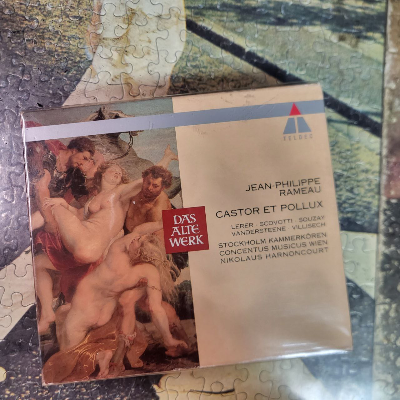 TELDEC
JEAN-PHILIPPE
RAMEAU
CASTOR ET POLLUX
LERER SCOVOTTI SOUZAY
VANDERSTEENE VILLISECH
STOCKHOLM KAMMERKÖREN
CONCENTUS MUSICUS WIEN
NIKOLAUS HARNONCOURT
DAS
ALTE
WERK